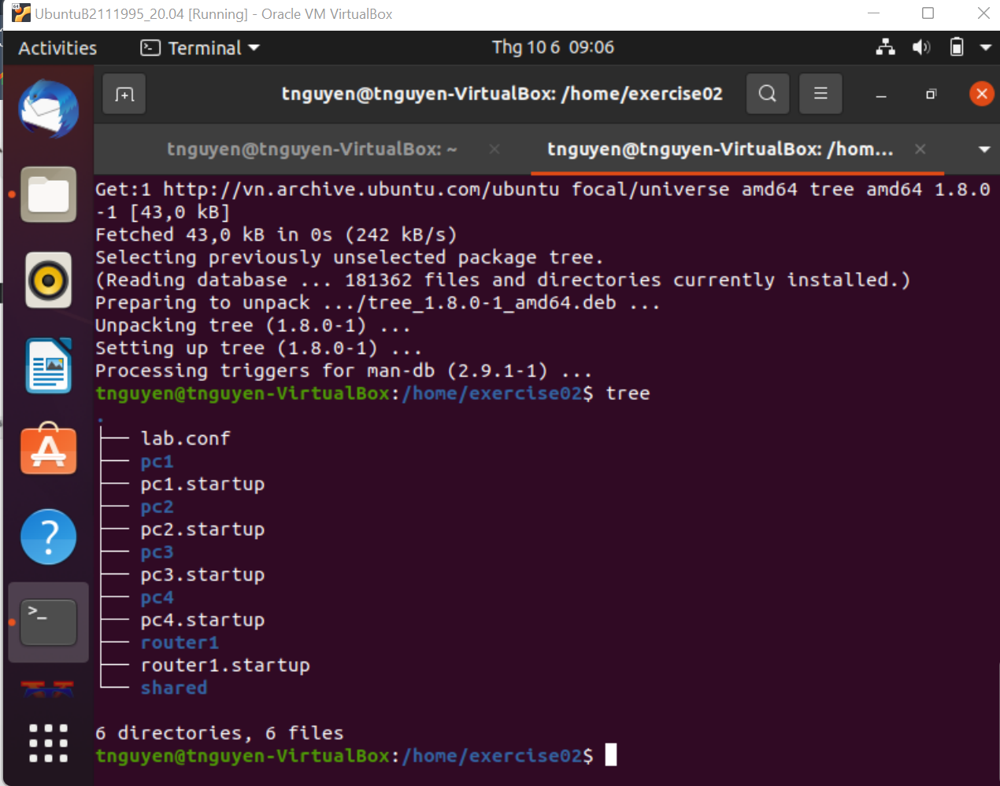 UbuntuB2111995_20.04 [Running] - Oracle VM VirtualBox
Activities Terminal Thg 10 6 09:06
tnguyen@tnguyen-VirtualBox: /home/exercise02
tnguyen@tnguyen-VirtualBox: ~ tnguyen@tnguyen-VirtualBox: /hom...
Get:1 http://vn.archive.ubuntu.com/ubuntu focal/universe amd64 tree amd64 1.8.0
-1 [43,0 kB]
Fetched 43,0 kB in 0s (242 kB/s)
Selecting previously unselected package tree.
(Reading database ... 181362 files and directories currently installed.)
Preparing to unpack .../tree_1.8.0-1_amd64.deb ...
Unpacking tree (1.8.0-1) ...
Setting up tree (1.8.0-1) ...
Processing triggers for man-db (2.9.1-1) ...
tnguyen@tnguyen-VirtualBox:/home/exercise02$ tree
.
├── lab.conf
├── pc1
├── pc1.startup
├── pc2
├── pc2.startup
├── pc3
├── pc3.startup
├── pc4
├── pc4.startup
├── router1
├── router1.startup
└── shared
6 directories, 6 files
tnguyen@tnguyen-VirtualBox:/home/exercise02$